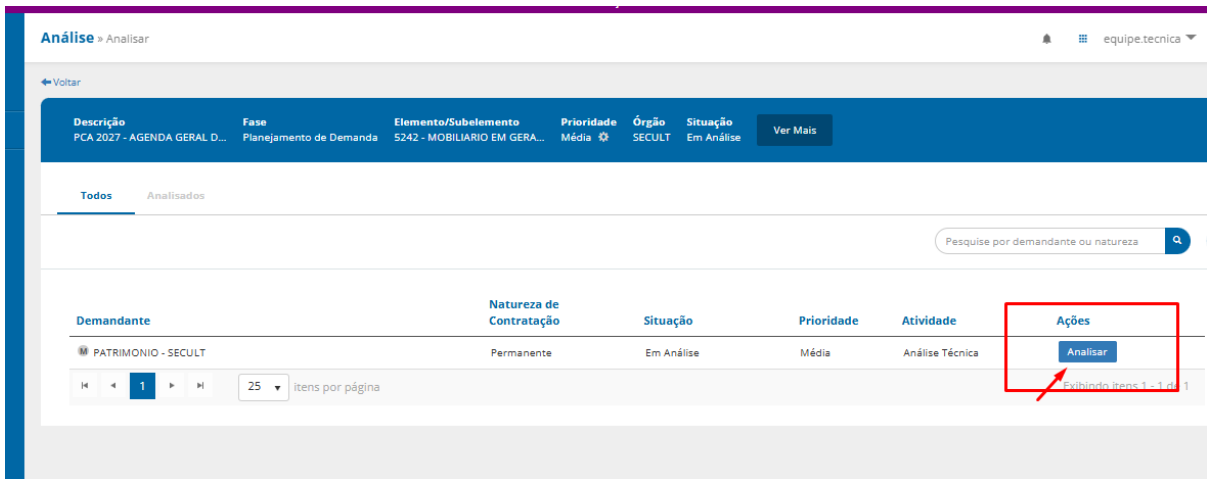 Análise » Analisar
equipe.tecnica
Voltar
Descrição Fase Elemento/Subelemento Prioridade Órgão Situação
PCA 2027 - AGENDA GERAL D... Planejamento de Demanda 5242 - MOBILIARIO EM GERA... Média SECULT Em Análise
Ver Mais
Todos Analisados
Pesquise por demandante ou natureza
Demandante Natureza de Contratação Situação Prioridade Atividade Ações
M PATRIMONIO - SECULT Permanente Em Análise Média Análise Técnica Analisar
1 25 itens por página Exibindo itens 1 - 1 de 1